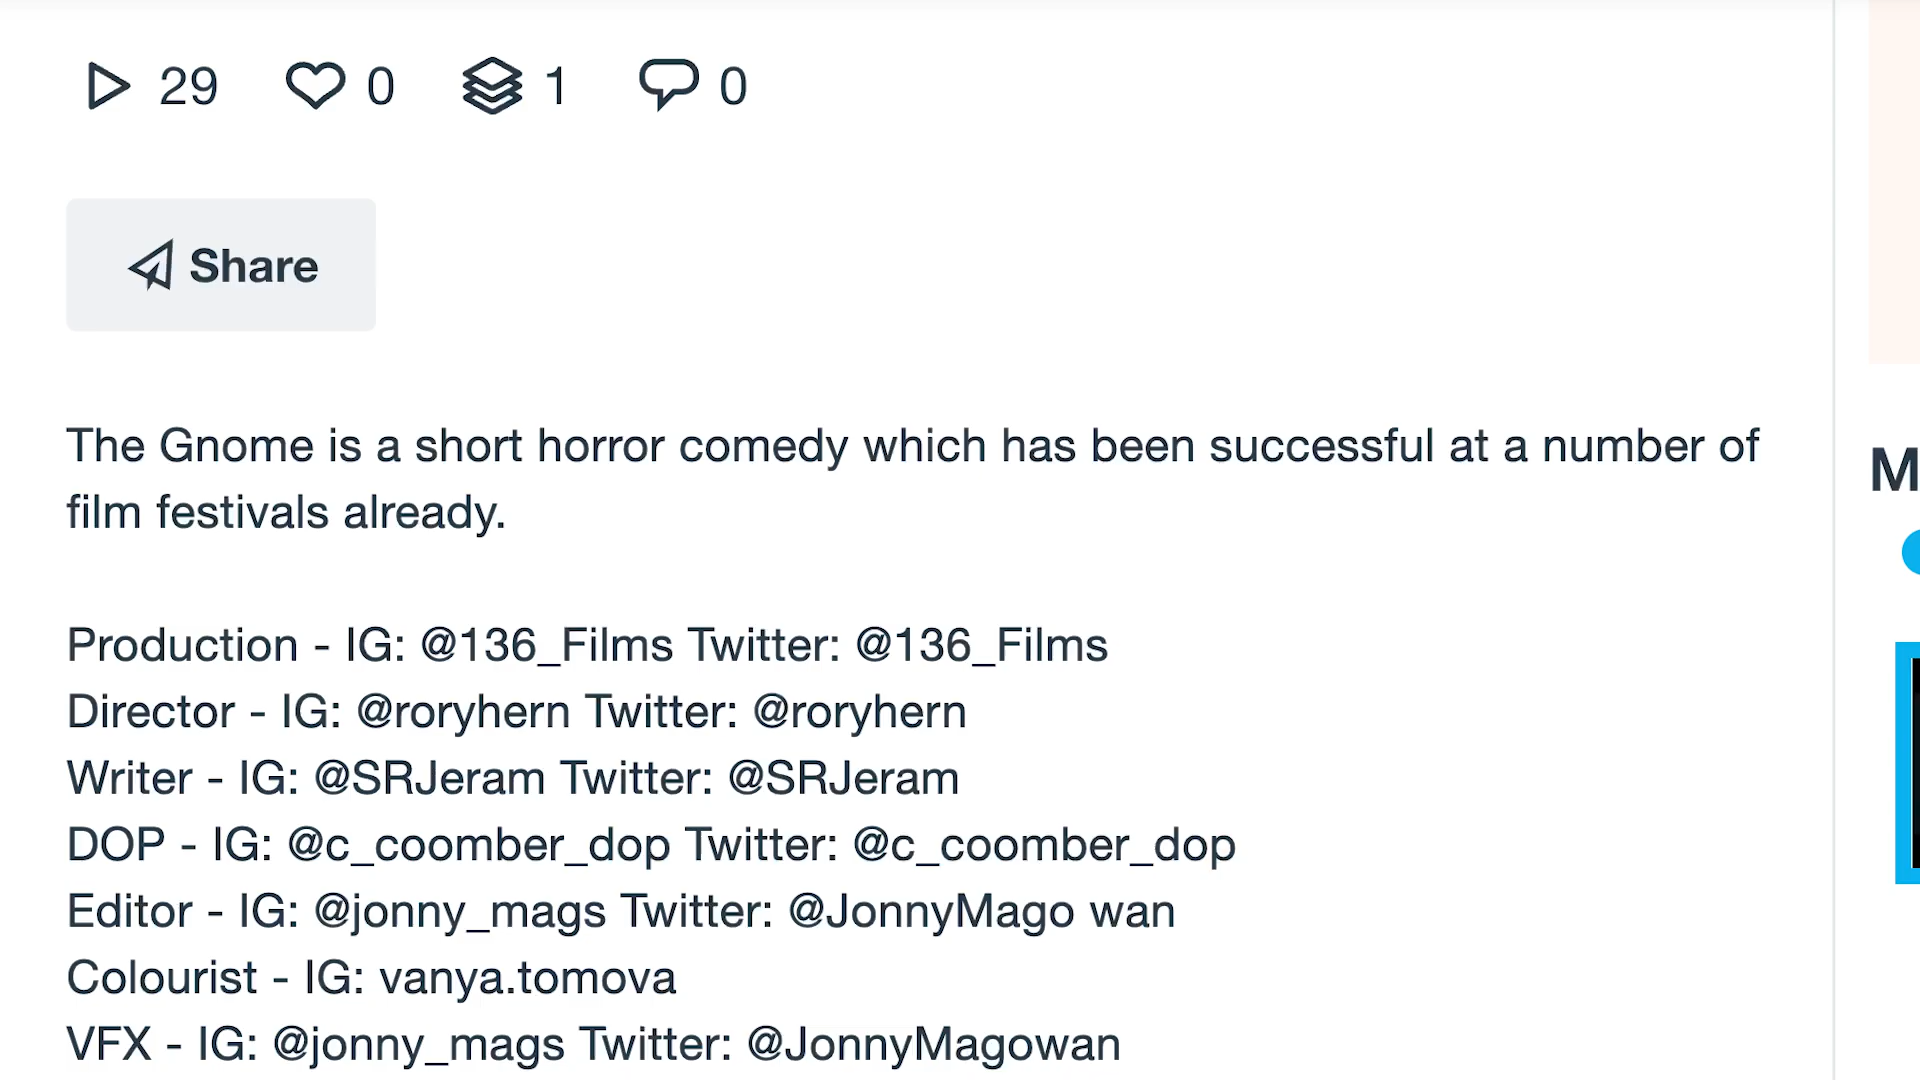 29 0 1 0
Share
The Gnome is a short horror comedy which has been successful at a number of
film festivals already.
Production - IG: @136_Films Twitter: @136_Films
Director - IG: @roryhern Twitter: @roryhern
Writer - IG: @SRJeram Twitter: @SRJeram
DOP - IG: @c_coomber_dop Twitter: @c_coomber_dop
Editor - IG: @jonny_mags Twitter: @JonnyMago wan
Colourist - IG: vanya.tomova
VFX - IG: @jonny_mags Twitter: @JonnyMagowan